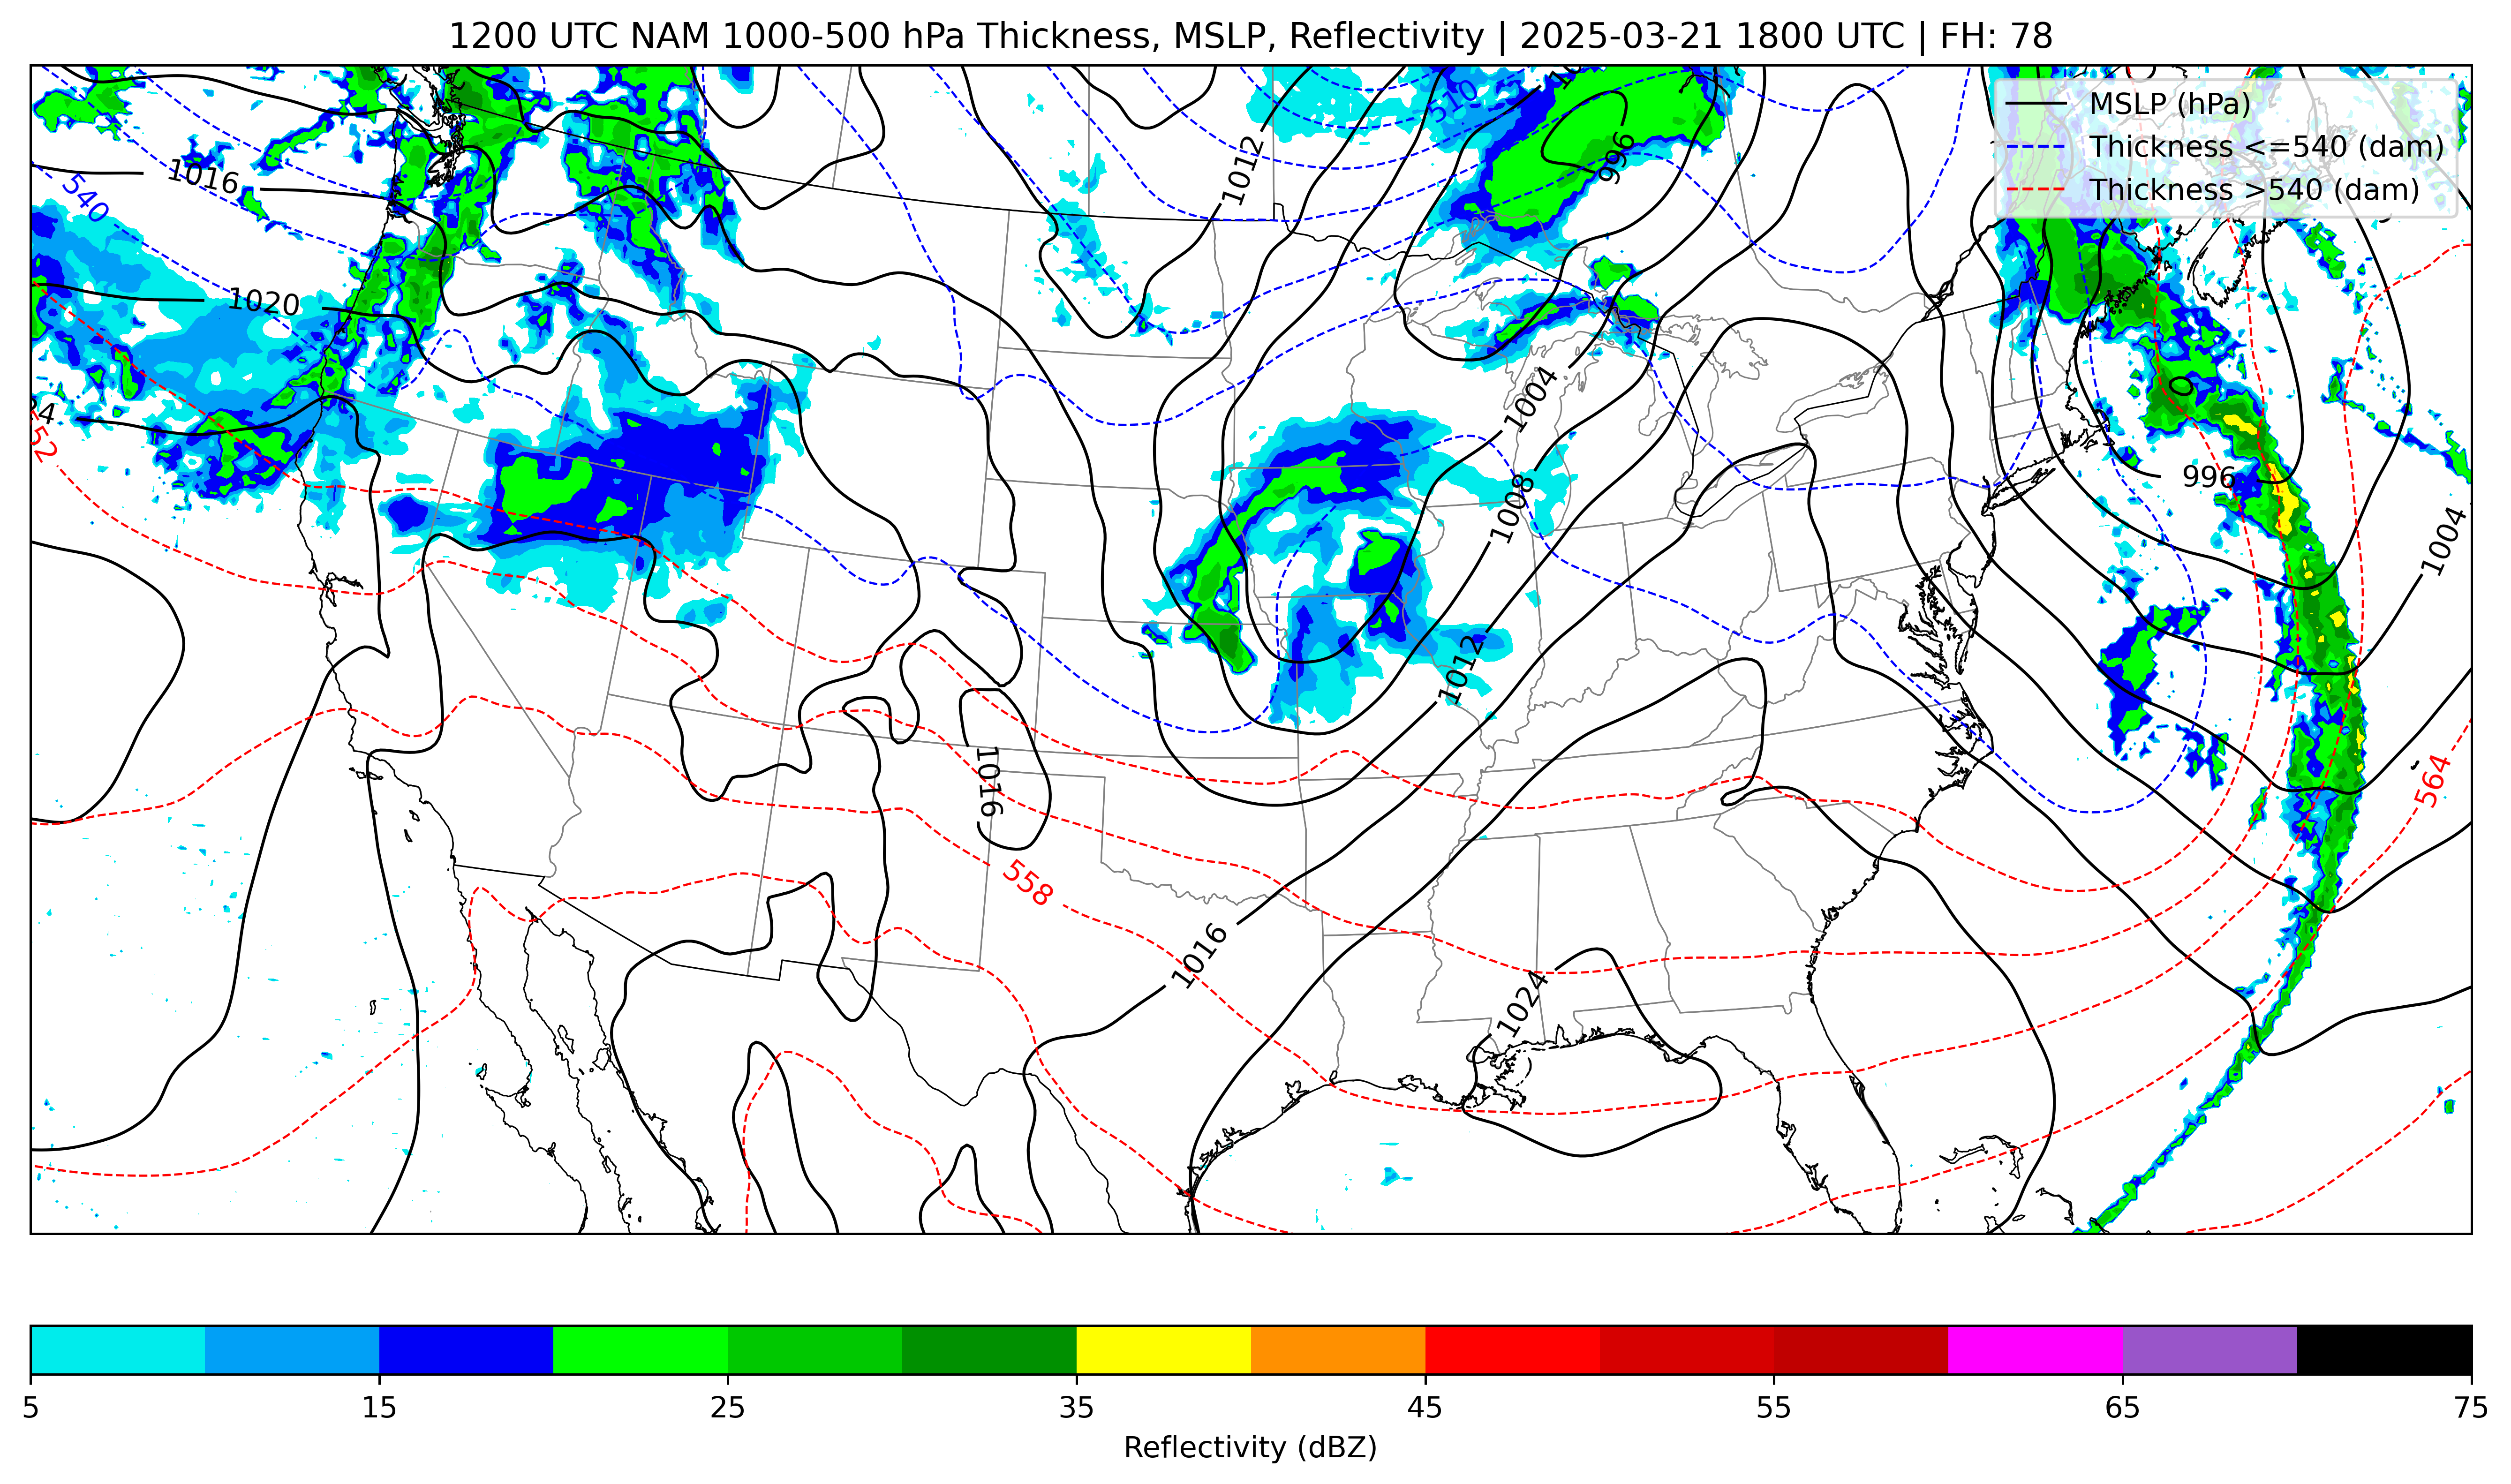 1200 UTC NAM 1000-500 hPa Thickness, MSLP, Reflectivity | 2025-03-21 1800 UTC | FH: 78
MSLP (hPa)
Thickness <=540 (dam)
Thickness >540 (dam)
510
996
1012
1016
540
1020
1004
0
996
1008
1004
1012
1016
564
558
1016
1024
5 15 25 35 45 55 65 75
Reflectivity (dBZ)